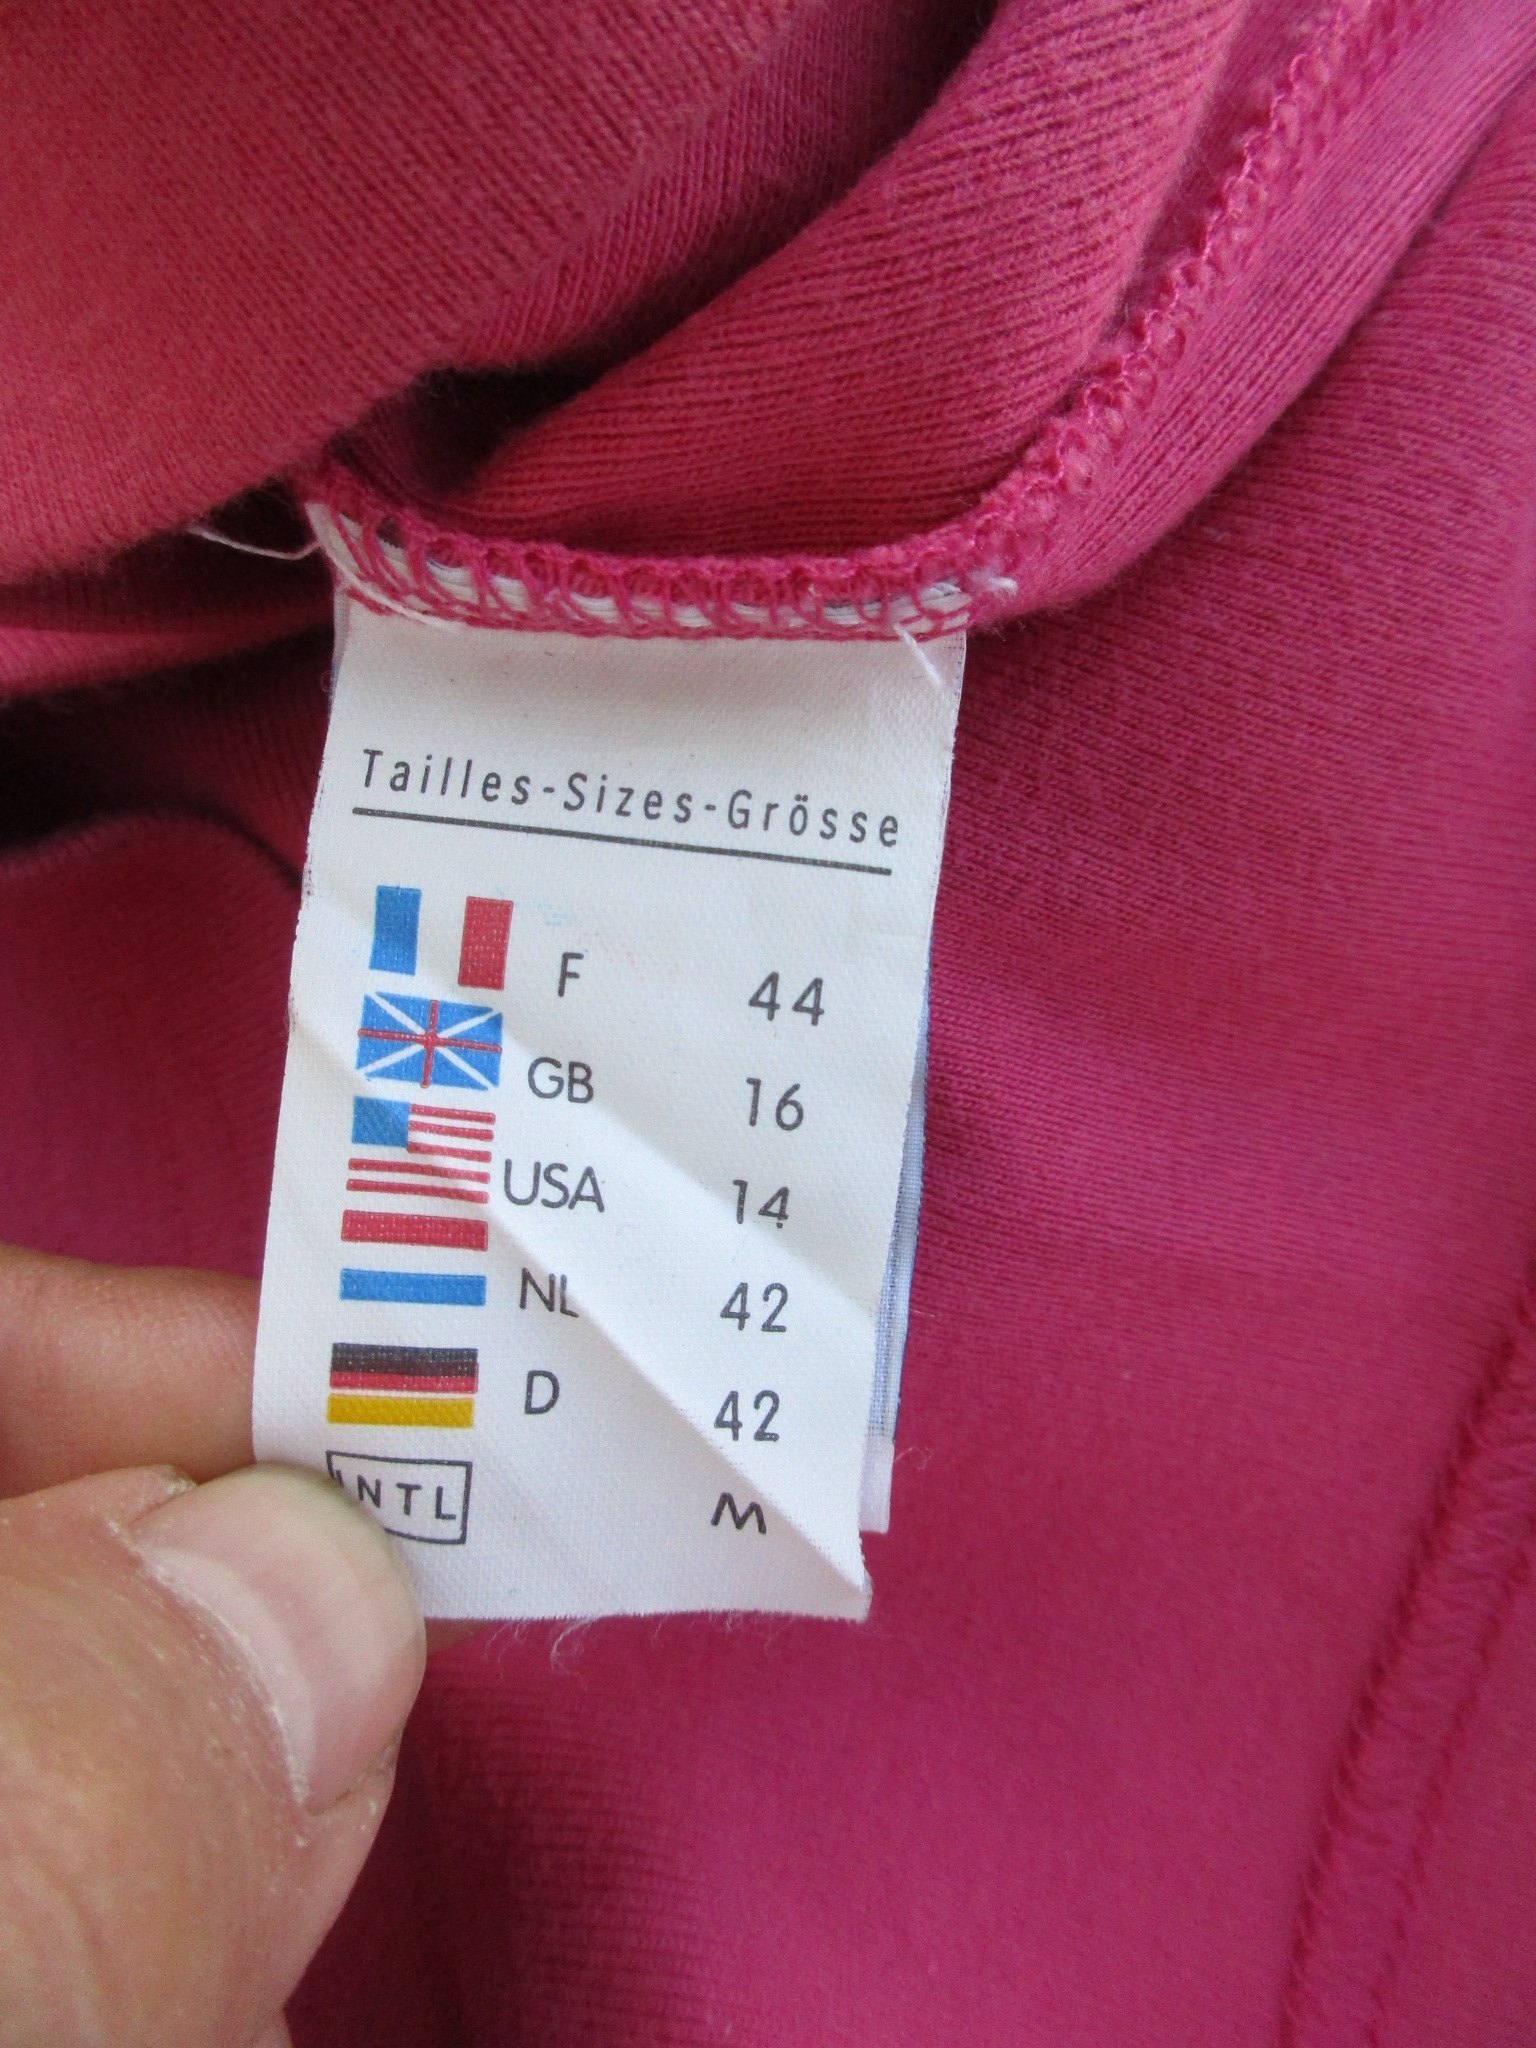 Tailles-Sizes-Grösse
F 44
GB 16
USA 14
NL 42
D 42
INTL M